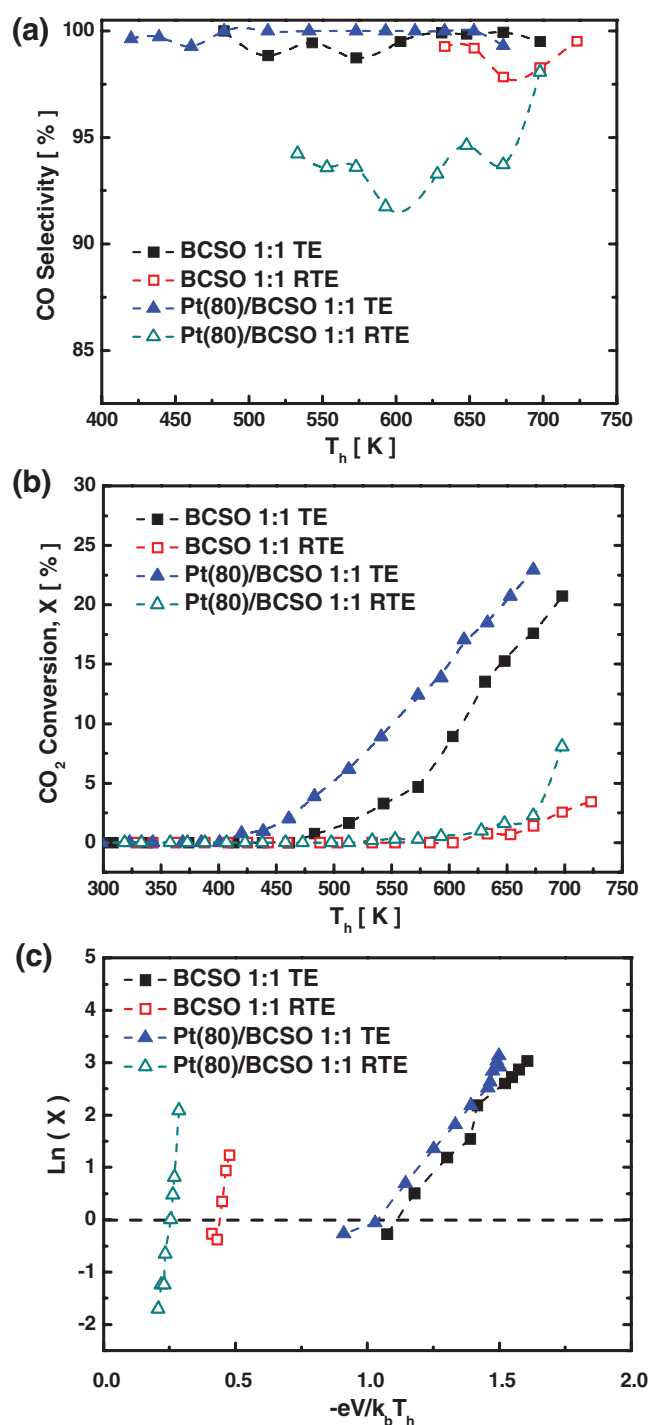 (a)
100
95
90
85
CO Selectivity [ % ]
BCSO 1:1 TE
BCSO 1:1 RTE
Pt(80)/BCSO 1:1 TE
Pt(80)/BCSO 1:1 RTE
400 450 500 550 600 650 700 750
Th [ K ]
(b)
30
25
20
15
10
5
0
CO2 Conversion, X [ % ]
BCSO 1:1 TE
BCSO 1:1 RTE
Pt(80)/BCSO 1:1 TE
Pt(80)/BCSO 1:1 RTE
300 350 400 450 500 550 600 650 700 750
Th [ K ]
(c)
5
4
3
2
1
0
-1
-2
Ln ( X )
BCSO 1:1 TE
BCSO 1:1 RTE
Pt(80)/BCSO 1:1 TE
Pt(80)/BCSO 1:1 RTE
0.0 0.5 1.0 1.5 2.0
-eV/kbTh